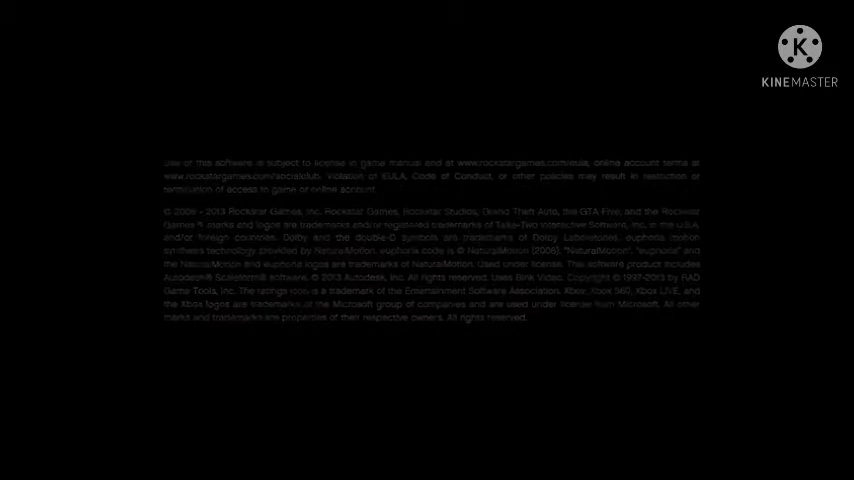 KINEMASTER
Use of this software is subject to license in game manual and at www.rockstargames.com/eula; online account terms at
www.rockstargames.com/socialclub. Violation of EULA, Code of Conduct, or other policies may result in restriction or
termination of access to game or online account.
© 2008 - 2013 Rockstar Games, Inc. Rockstar Games, Rockstar Studios, Grand Theft Auto, the GTA Five, and the Rockstar
Games R* marks and logos are trademarks and/or registered trademarks of Take-Two Interactive Software, Inc. in the U.S.A.
and/or foreign countries. Dolby and the double-D symbols are trademarks of Dolby Laboratories. euphoria motion
synthesis technology provided by NaturalMotion. euphoria code is © NaturalMotion (2008). "NaturalMotion", "euphoria" and
the NaturalMotion and euphoria logos are trademarks of NaturalMotion. Used under license. This software product includes
Autodesk® Scaleform® software, © 2013 Autodesk, Inc. All rights reserved. Uses Bink Video. Copyright © 1997-2013 by RAD
Game Tools, Inc. The ratings icon is a trademark of the Entertainment Software Association. Xbox, Xbox 360, Xbox LIVE, and
the Xbox logos are trademarks of the Microsoft group of companies and are used under license from Microsoft. All other
marks and trademarks are properties of their respective owners. All rights reserved.